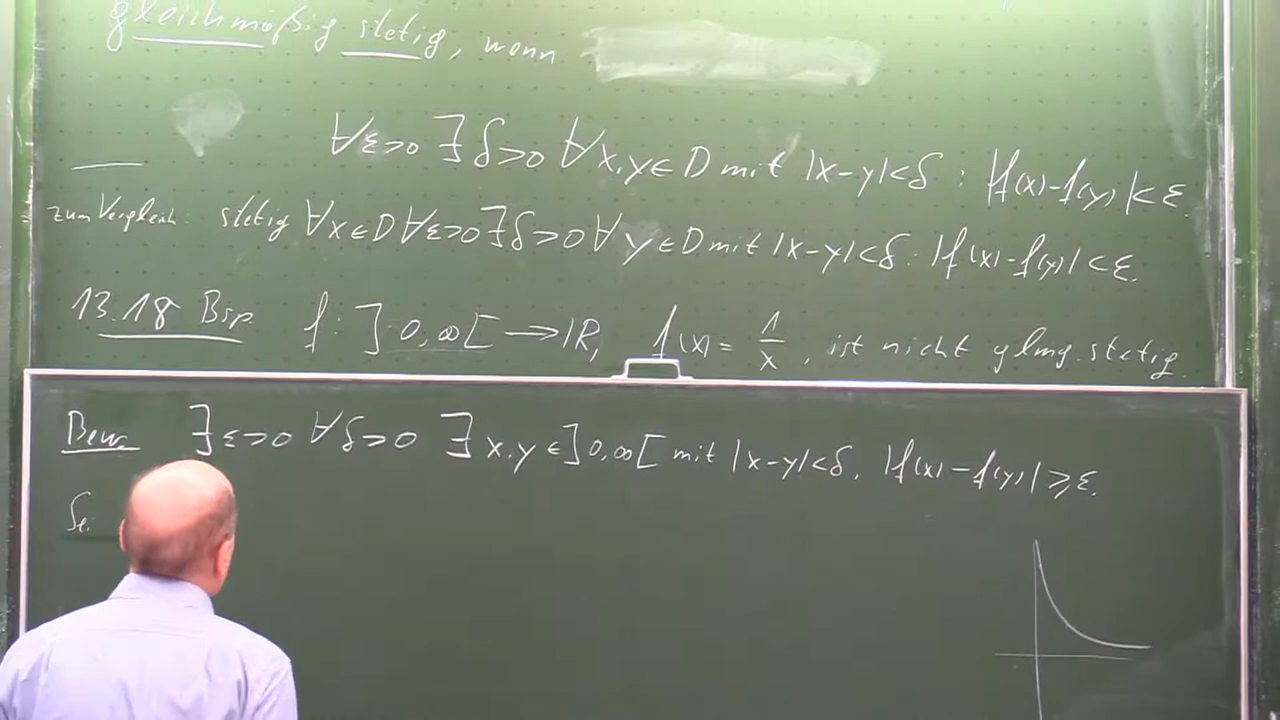 gleichmäßig stetig, wenn
∀ε>0 ∃δ>0 ∀x,y∈D mit |x-y|<δ : |f(x)-f(y)|<ε.
zum Vergleich: stetig ∀x∈D ∀ε>0 ∃δ>0 ∀y∈D mit |x-y|<δ: |f(x)-f(y)|<ε.
13.18 Bsp. f: ]0,∞[ → ℝ, f(x) = 1/x, ist nicht glmg. stetig
Bew. ∃ε>0 ∀δ>0 ∃x,y∈]0,∞[ mit |x-y|<δ. |f(x)-f(y)|≥ε.
Sei